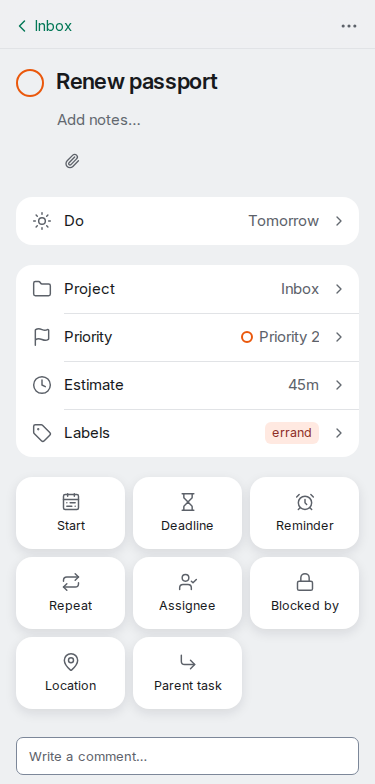 Inbox
Renew passport
Add notes...
Do Tomorrow
Project Inbox
Priority Priority 2
Estimate 45m
Labels errand
Start Deadline Reminder
Repeat Assignee Blocked by
Location Parent task
Write a comment...